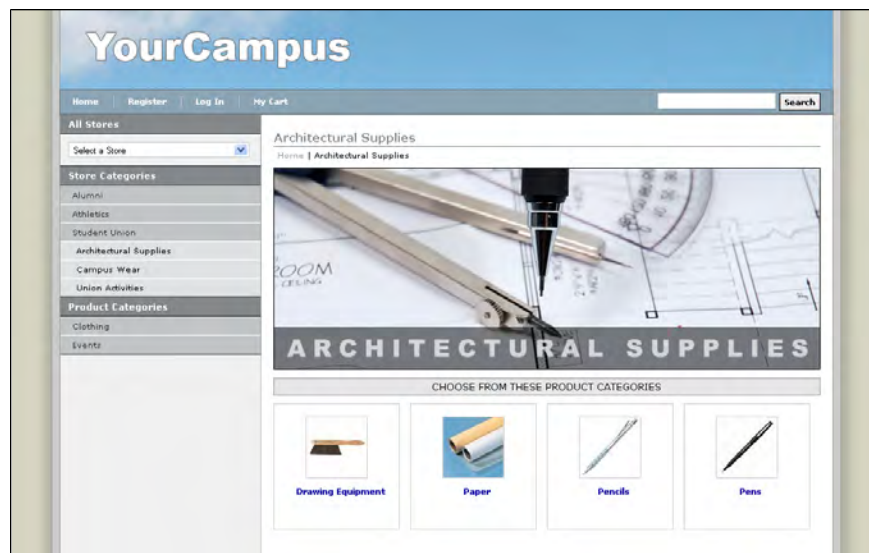 YourCampus
Home Register Log In My Cart Search
All Stores
Select a Store
Store Categories
Alumni
Athletics
Student Union
Architectural Supplies
Campus Wear
Union Activities
Product Categories
Clothing
Events
Architectural Supplies
Home | Architectural Supplies
ROOM
CEILING
ARCHITECTURAL SUPPLIES
CHOOSE FROM THESE PRODUCT CATEGORIES
Drawing Equipment
Paper
Pencils
Pens